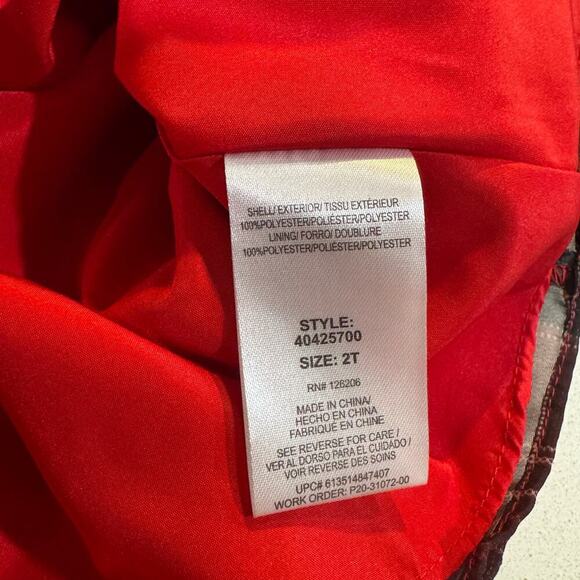 SHELL/ EXTERIOR/ TISSU EXTÉRIEUR
100%POLYESTER/POLIÉSTER/POLYESTER
LINING/ FORRO/ DOUBLURE
100%POLYESTER/POLIÉSTER/POLYESTER
STYLE:
40425700
SIZE: 2T
RN# 126206
MADE IN CHINA/
HECHO EN CHINA/
FABRIQUÉ EN CHINE
SEE REVERSE FOR CARE/
VER AL DORSO PARA EL CUIDADO/
VOIR REVERSE DES SOINS
UPC# 613514847407
WORK ORDER: P20-31072-00